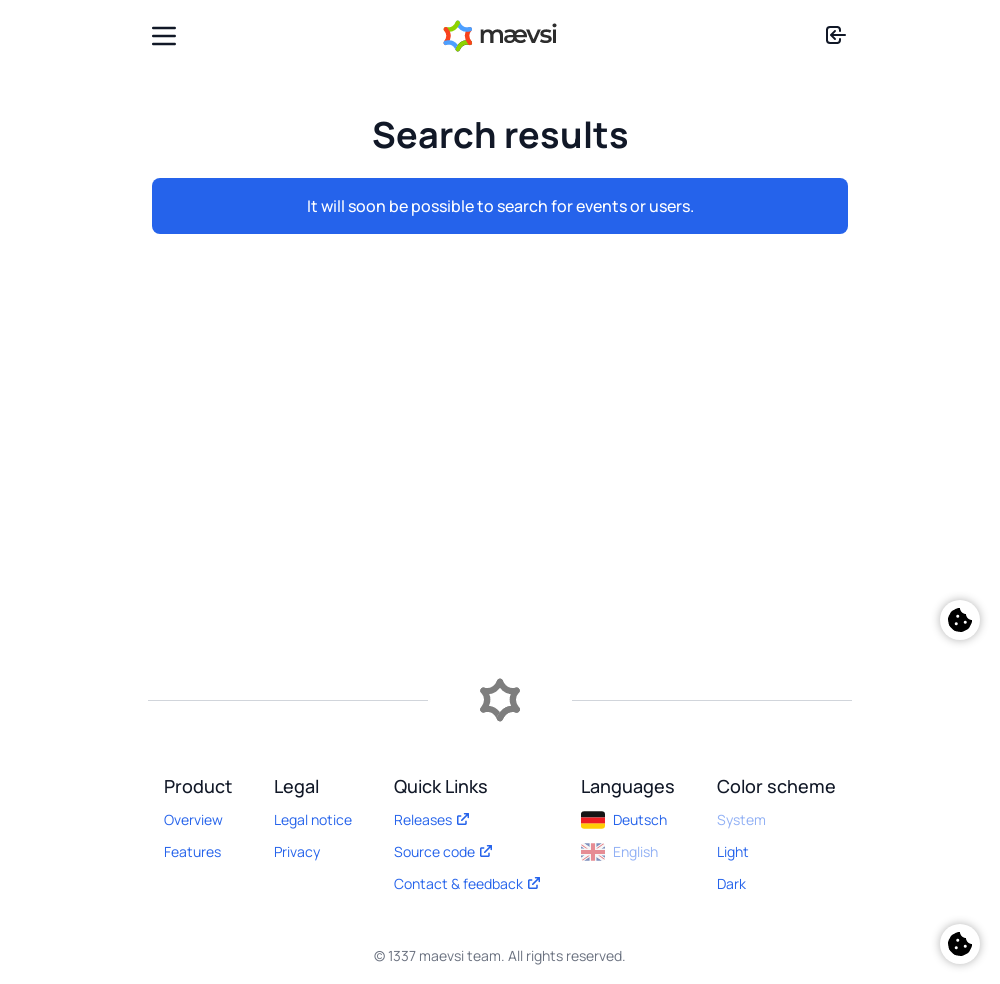 mævsi
Search results
It will soon be possible to search for events or users.
Product
Overview
Features
Legal
Legal notice
Privacy
Quick Links
Releases
Source code
Contact & feedback
Languages
Deutsch
English
Color scheme
System
Light
Dark
© 1337 maevsi team. All rights reserved.